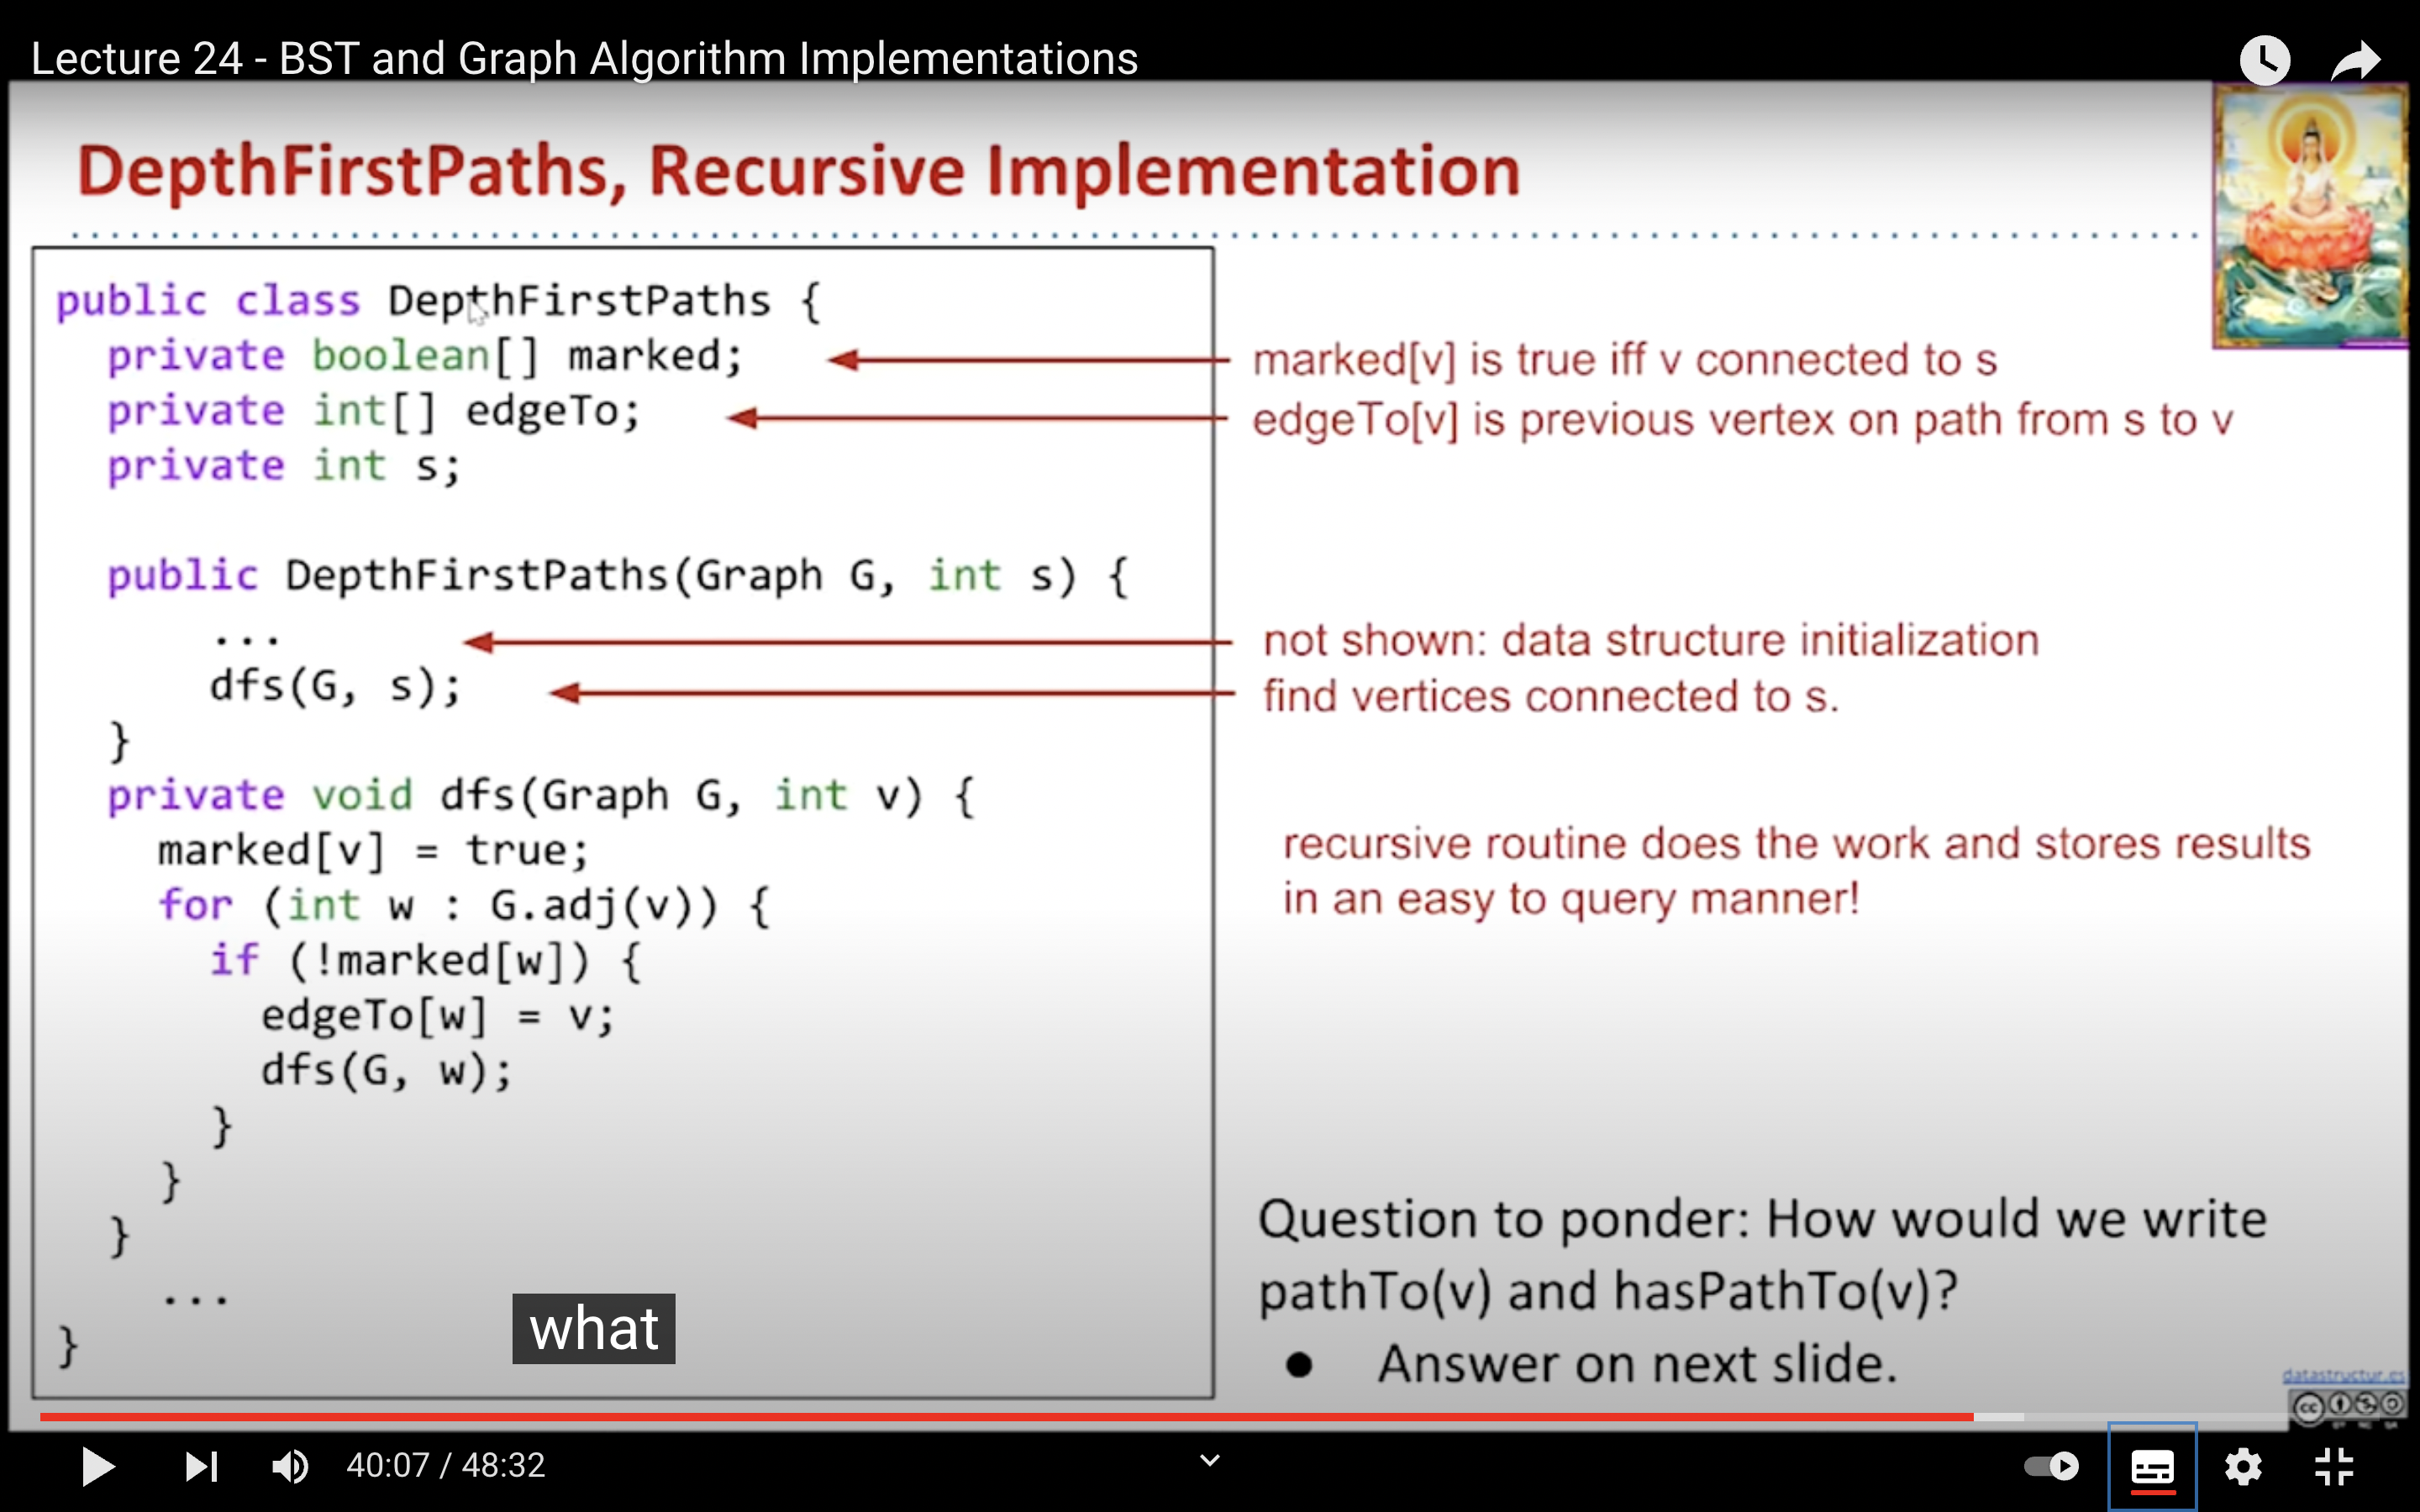 Lecture 24 - BST and Graph Algorithm Implementations
DepthFirstPaths, Recursive Implementation
public class DepthFirstPaths {
private boolean[] marked;
marked[v] is true iff v connected to s
private int[] edgeTo;
edgeTo[v] is previous vertex on path from s to v
private int s;
public DepthFirstPaths(Graph G, int s) {
...
not shown: data structure initialization
dfs(G, s);
find vertices connected to s.
}
private void dfs(Graph G, int v) {
marked[v] = true;
for (int w : G.adj(v)) {
if (!marked[w]) {
edgeTo[w] = v;
dfs(G, w);
}
}
}
...
}
recursive routine does the work and stores results
in an easy to query manner!
Question to ponder: How would we write
pathTo(v) and hasPathTo(v)?
● Answer on next slide.
what
datastructur.es
cc
40:07 / 48:32